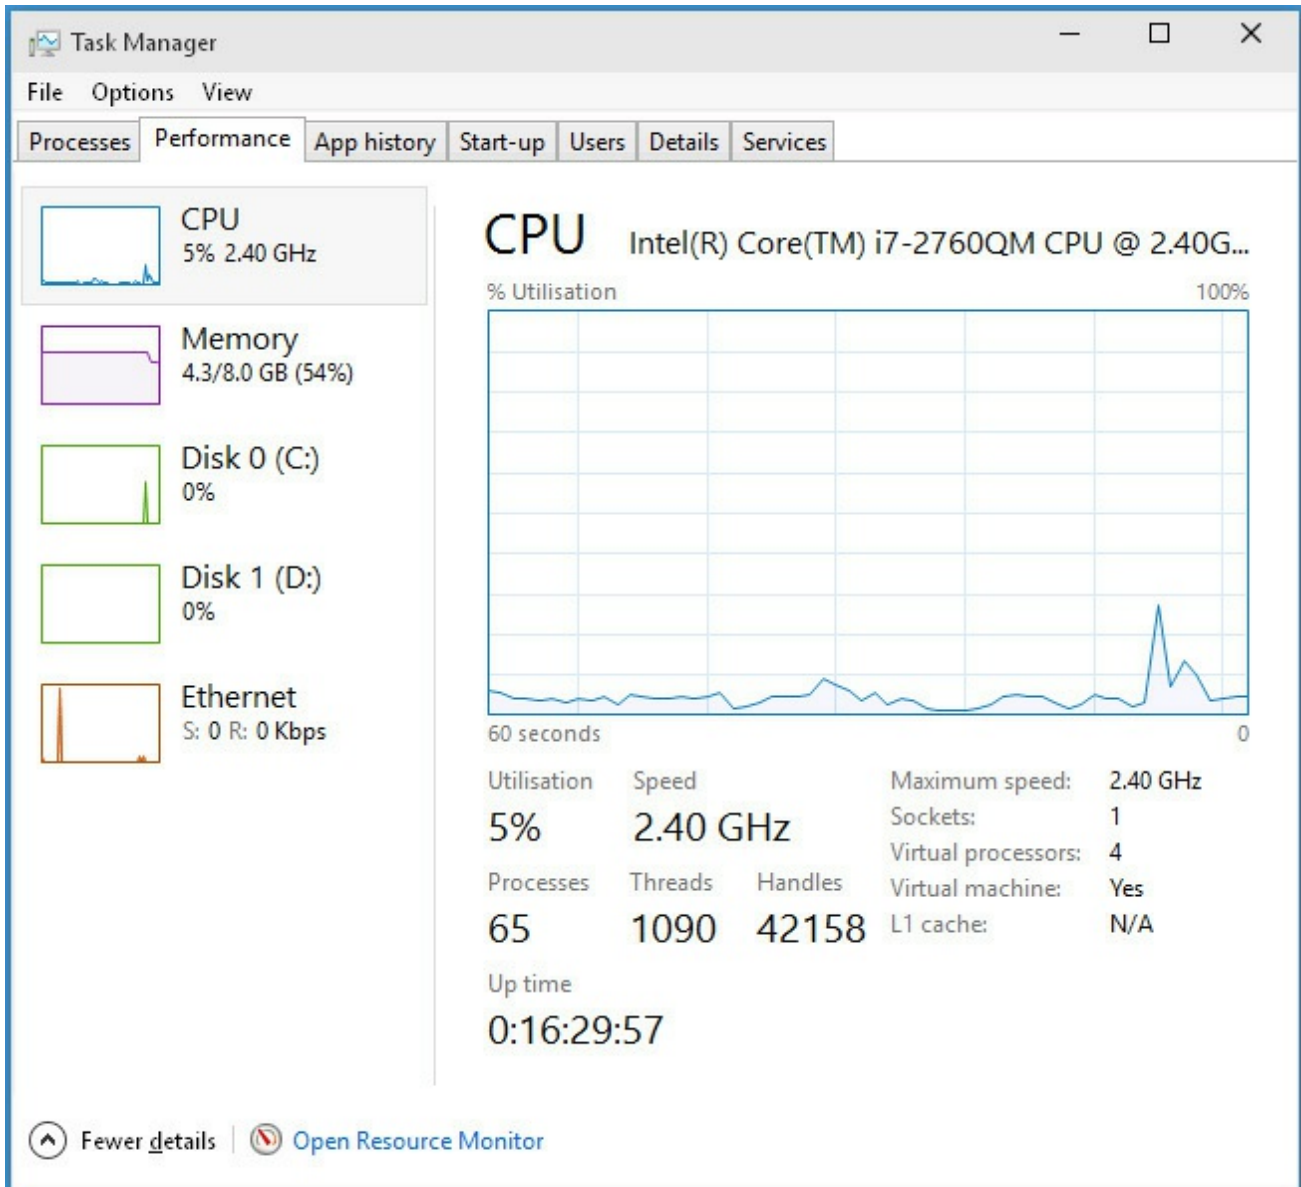 Task Manager
File Options View
Processes Performance App history Start-up Users Details Services
CPU
5% 2.40 GHz
Memory
4.3/8.0 GB (54%)
Disk 0 (C:)
0%
Disk 1 (D:)
0%
Ethernet
S: 0 R: 0 Kbps
CPU Intel(R) Core(TM) i7-2760QM CPU @ 2.40G...
% Utilisation 100%
60 seconds 0
Utilisation Speed
5% 2.40 GHz
Processes Threads Handles
65 1090 42158
Up time
0:16:29:57
Maximum speed: 2.40 GHz
Sockets: 1
Virtual processors: 4
Virtual machine: Yes
L1 cache: N/A
Fewer details Open Resource Monitor